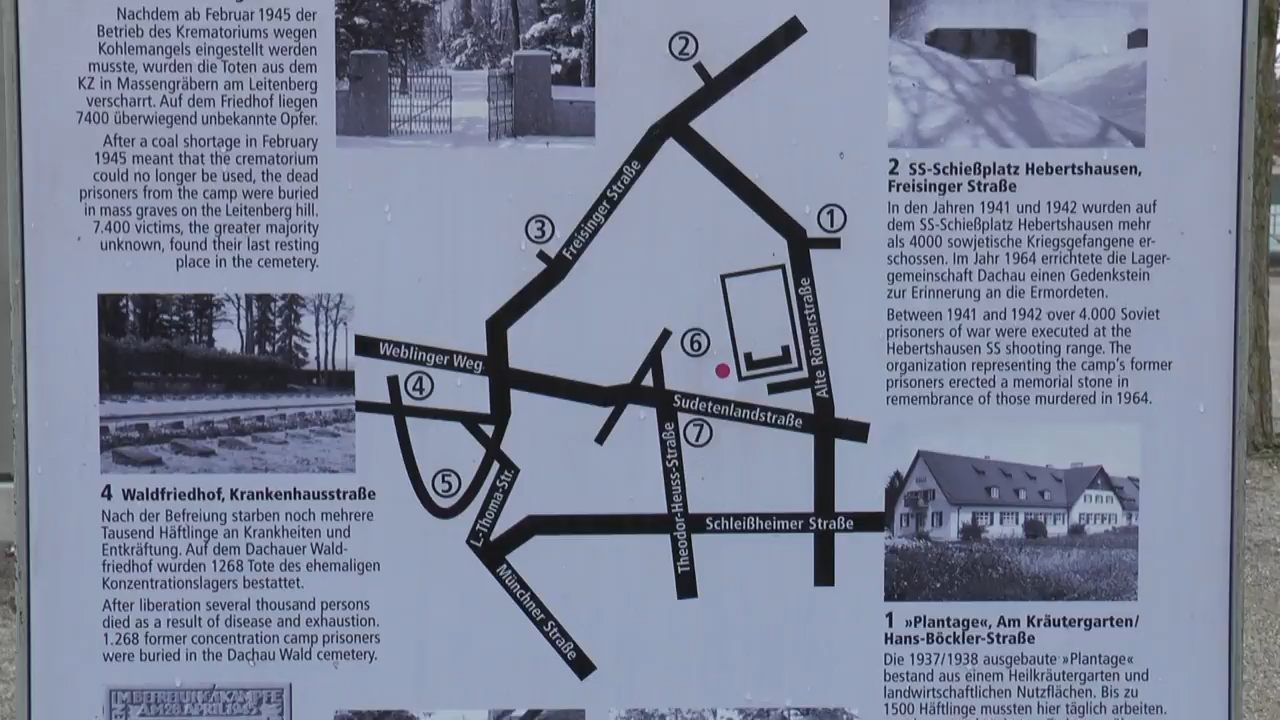 Nachdem ab Februar 1945 der
Betrieb des Krematoriums wegen
Kohlemangels eingestellt werden
musste, wurden die Toten aus dem
KZ in Massengräbern am Leitenberg
verscharrt. Auf dem Friedhof liegen
7400 überwiegend unbekannte Opfer.
After a coal shortage in February
1945 meant that the crematorium
could no longer be used, the dead
prisoners from the camp were buried
in mass graves on the Leitenberg hill.
7.400 victims, the greater majority
unknown, found their last resting
place in the cemetery.
4 Waldfriedhof, Krankenhausstraße
Nach der Befreiung starben noch mehrere
Tausend Häftlinge an Krankheiten und
Entkräftung. Auf dem Dachauer Wald-
friedhof wurden 1268 Tote des ehemaligen
Konzentrationslagers bestattet.
After liberation several thousand persons
died as a result of disease and exhaustion.
1.268 former concentration camp prisoners
were buried in the Dachau Wald cemetery.
IM BEFREIUNGSKAMPFE
AM 28. APRIL 1945
2
Freisinger Straße
3
1
Alte Römerstraße
6
Weblinger Weg
4
Sudetenlandstraße
7
5
L.-Thoma-Str.
Theodor-Heuss-Straße
Schleißheimer Straße
Münchner Straße
2 SS-Schießplatz Hebertshausen,
Freisinger Straße
In den Jahren 1941 und 1942 wurden auf
dem SS-Schießplatz Hebertshausen mehr
als 4000 sowjetische Kriegsgefangene er-
schossen. Im Jahr 1964 errichtete die Lager-
gemeinschaft Dachau einen Gedenkstein
zur Erinnerung an die Ermordeten.
Between 1941 and 1942 over 4.000 Soviet
prisoners of war were executed at the
Hebertshausen SS shooting range. The
organization representing the camp's former
prisoners erected a memorial stone in
remembrance of those murdered in 1964.
1 »Plantage«, Am Kräutergarten/
Hans-Böckler-Straße
Die 1937/1938 ausgebaute »Plantage«
bestand aus einem Heilkräutergarten und
landwirtschaftlichen Nutzflächen. Bis zu
1500 Häftlinge mussten hier täglich arbeiten.